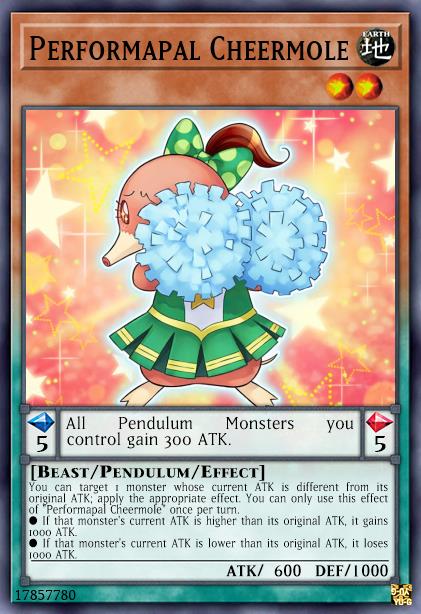 PERFORMAPAL CHEERMOLE
EARTH
地
5
All Pendulum Monsters you
control gain 300 ATK.
5
[BEAST/PENDULUM/EFFECT]
You can target 1 monster whose current ATK is different from its
original ATK; apply the appropriate effect. You can only use this effect
of "Performapal Cheermole" once per turn.
● If that monster's current ATK is higher than its original ATK, it gains
1000 ATK.
● If that monster's current ATK is lower than its original ATK, it loses
1000 ATK.
ATK/ 600 DEF/1000
17857780